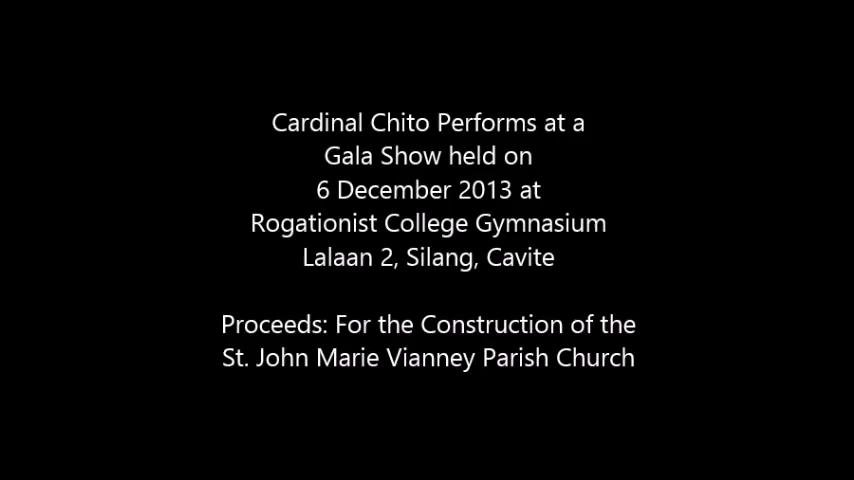 Cardinal Chito Performs at a
Gala Show held on
6 December 2013 at
Rogationist College Gymnasium
Lalaan 2, Silang, Cavite
Proceeds: For the Construction of the
St. John Marie Vianney Parish Church